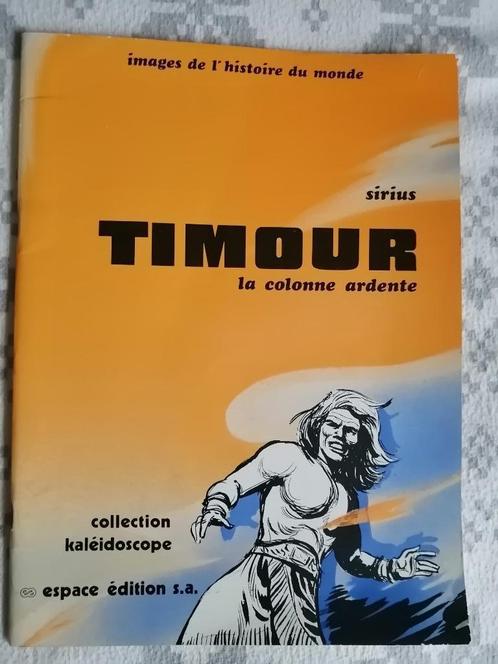 images de l'histoire du monde
sirius
TIMOUR
la colonne ardente
collection
kaléidoscope
espace édition s.a.